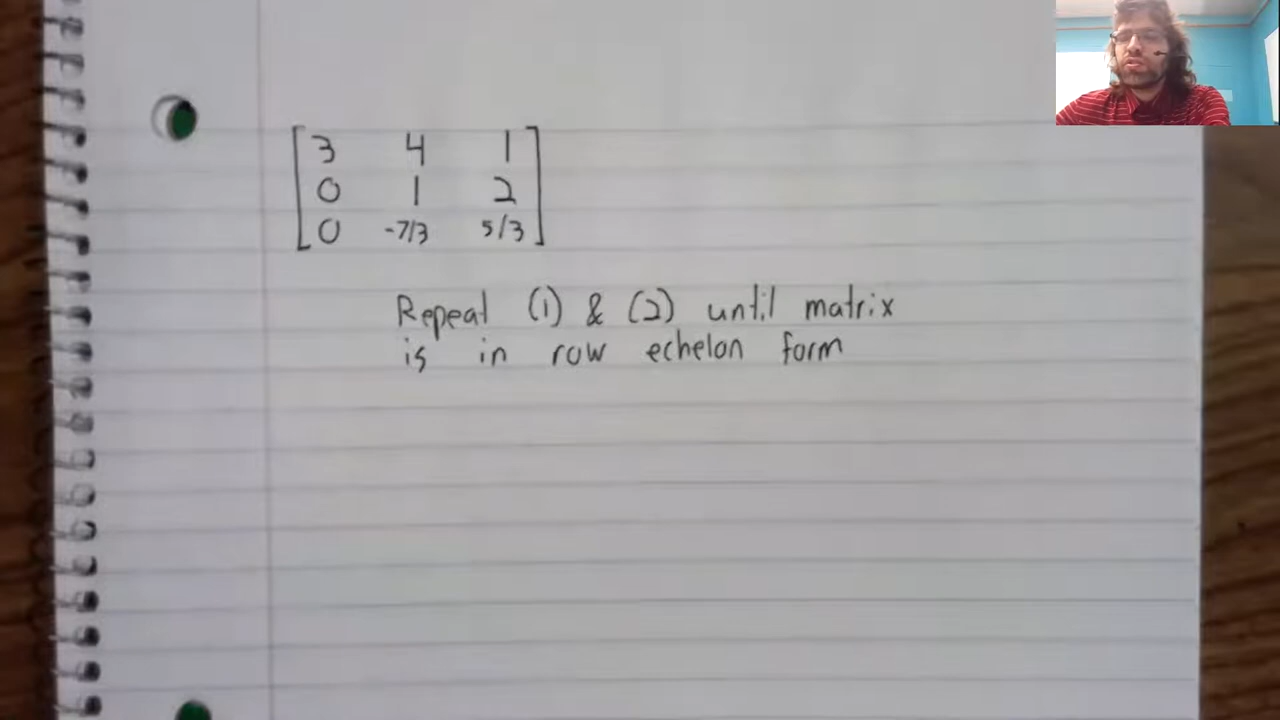 3 4 1
0 1 2
0 -7/3 5/3
Repeat (1) & (2) until matrix
is in row echelon form